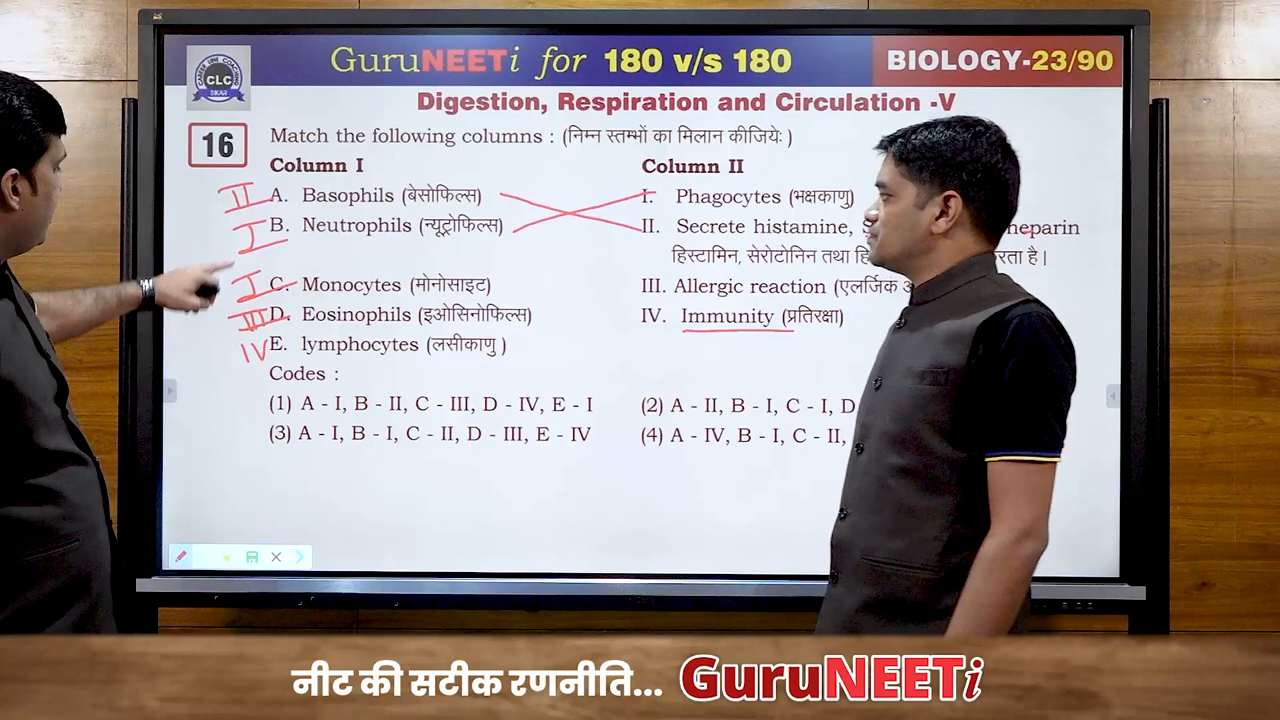 CLC
SIKAR
GuruNEETi for 180 v/s 180
BIOLOGY-23/90
Digestion, Respiration and Circulation -V
16
Match the following columns : (निम्न स्तम्भों का मिलान कीजिये: )
Column I
Column II
II A. Basophils (बेसोफिल्स)
I. Phagocytes (भक्षकाणु)
I B. Neutrophils (न्यूट्रोफिल्स)
II. Secrete histamine, heparin
हिस्टामिन, सेरोटोनिन तथा है |
I C. Monocytes (मोनोसाइट)
III. Allergic reaction (एलर्जिक
III D. Eosinophils (इओसिनोफिल्स)
IV. Immunity (प्रतिरक्षा)
IV E. lymphocytes (लसीकाणु )
Codes :
(1) A - I, B - II, C - III, D - IV, E - I
(2) A - II, B - I, C - I, D
(3) A - I, B - I, C - II, D - III, E - IV
(4) A - IV, B - I, C - II,
नीट की सटीक रणनीति... GuruNEETi